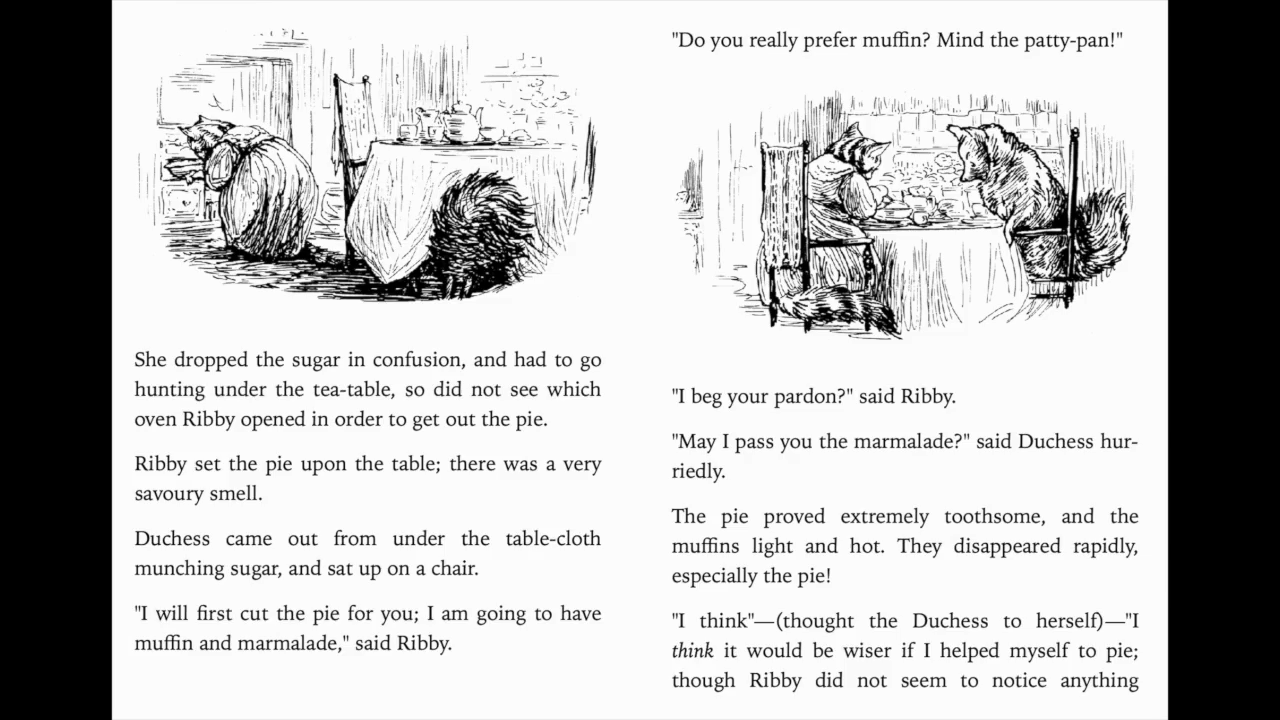 She dropped the sugar in confusion, and had to go
hunting under the tea-table, so did not see which
oven Ribby opened in order to get out the pie.
Ribby set the pie upon the table; there was a very
savoury smell.
Duchess came out from under the table-cloth
munching sugar, and sat up on a chair.
"I will first cut the pie for you; I am going to have
muffin and marmalade," said Ribby.
"Do you really prefer muffin? Mind the patty-pan!"
"I beg your pardon?" said Ribby.
"May I pass you the marmalade?" said Duchess hur-
riedly.
The pie proved extremely toothsome, and the
muffins light and hot. They disappeared rapidly,
especially the pie!
"I think"—(thought the Duchess to herself)—"I
think it would be wiser if I helped myself to pie;
though Ribby did not seem to notice anything